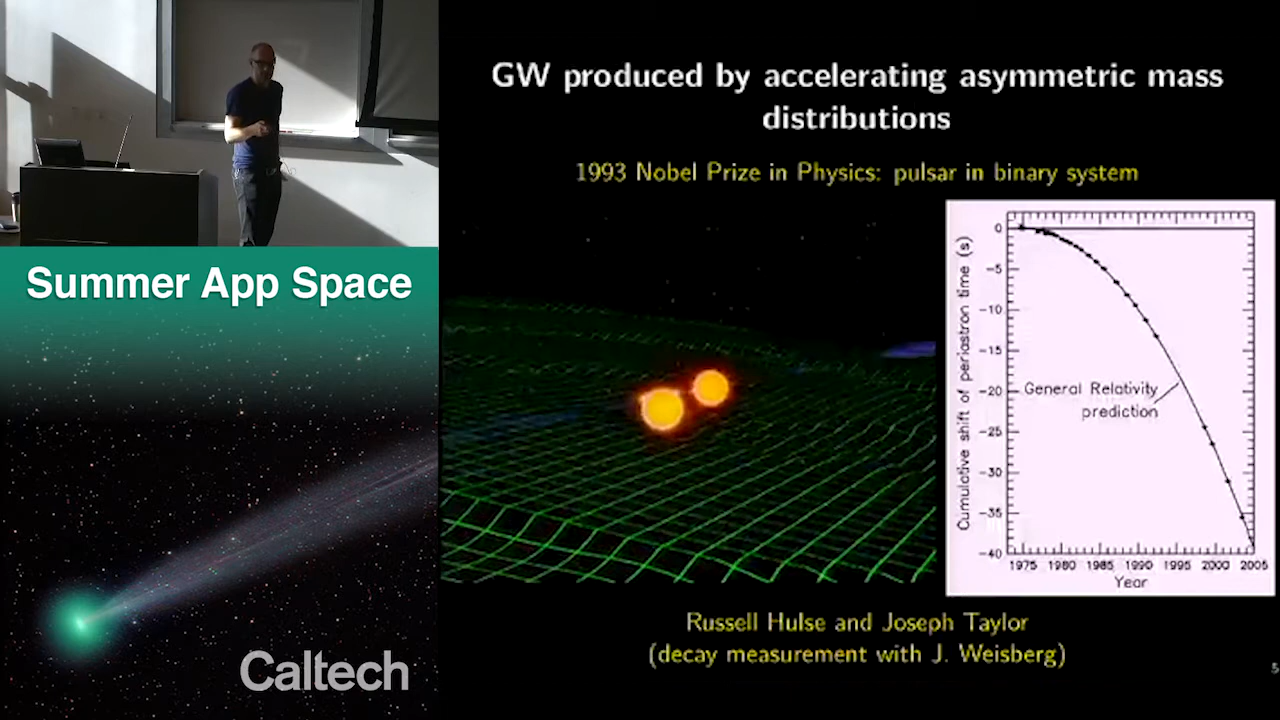 Summer App Space
Caltech
GW produced by accelerating asymmetric mass
distributions
1993 Nobel Prize in Physics: pulsar in binary system
Cumulative shift of periastron time (s)
0
−5
−10
−15
−20
−25
−30
−35
−40
General Relativity
prediction
1975 1980 1985 1990 1995 2000 2005
Year
Russell Hulse and Joseph Taylor
(decay measurement with J. Weisberg)
5